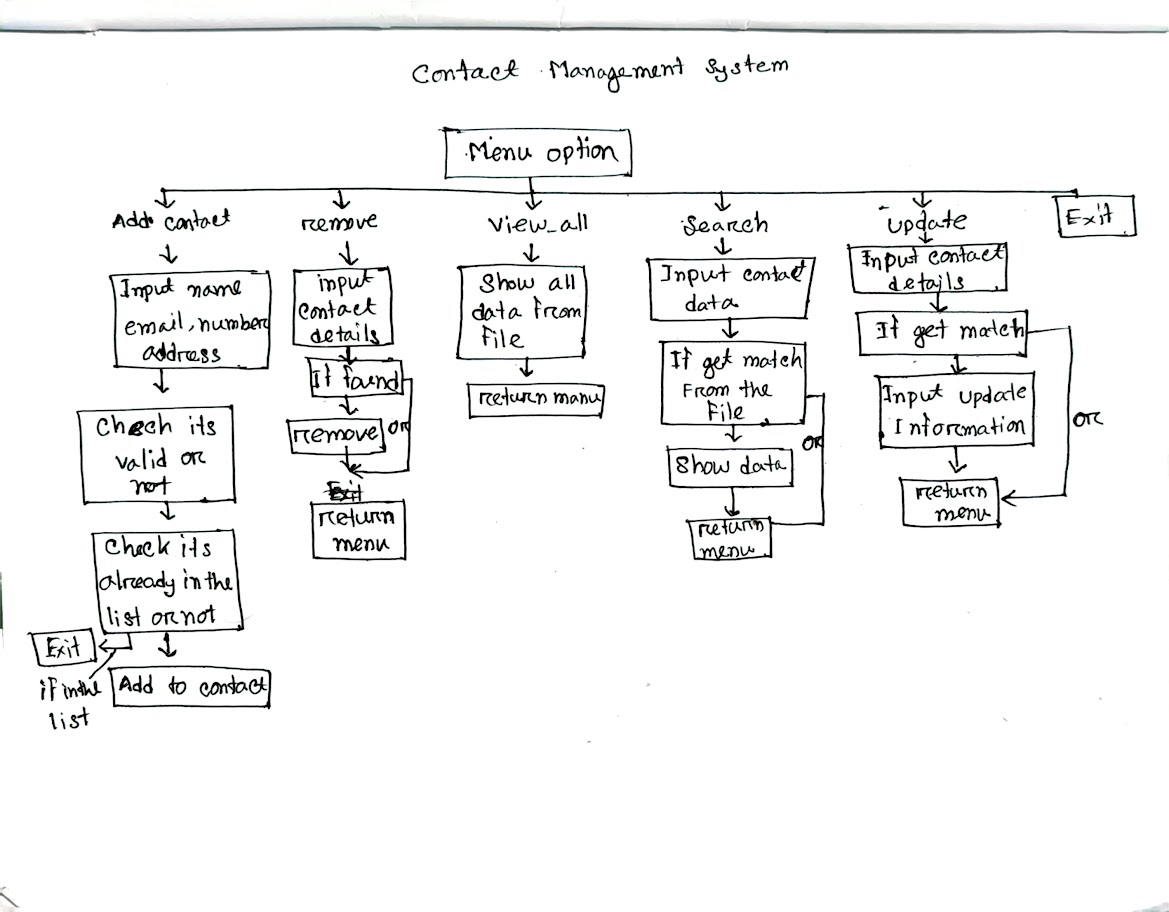 Contact Management System
Menu option
Add contact
Input name
email, number
address
Check its
valid or
not
Check its
already in the
list or not
Exit
if in the
list
Add to contact
remove
input
contact
details
If found
remove
or
Exit
return
menu
View_all
Show all
data from
file
return manu
Search
Input contact
data
If get match
From the
File
or
Show data
return
menu
update
Input contact
details
If get match
Input update
Information
or
return
menu
Exit